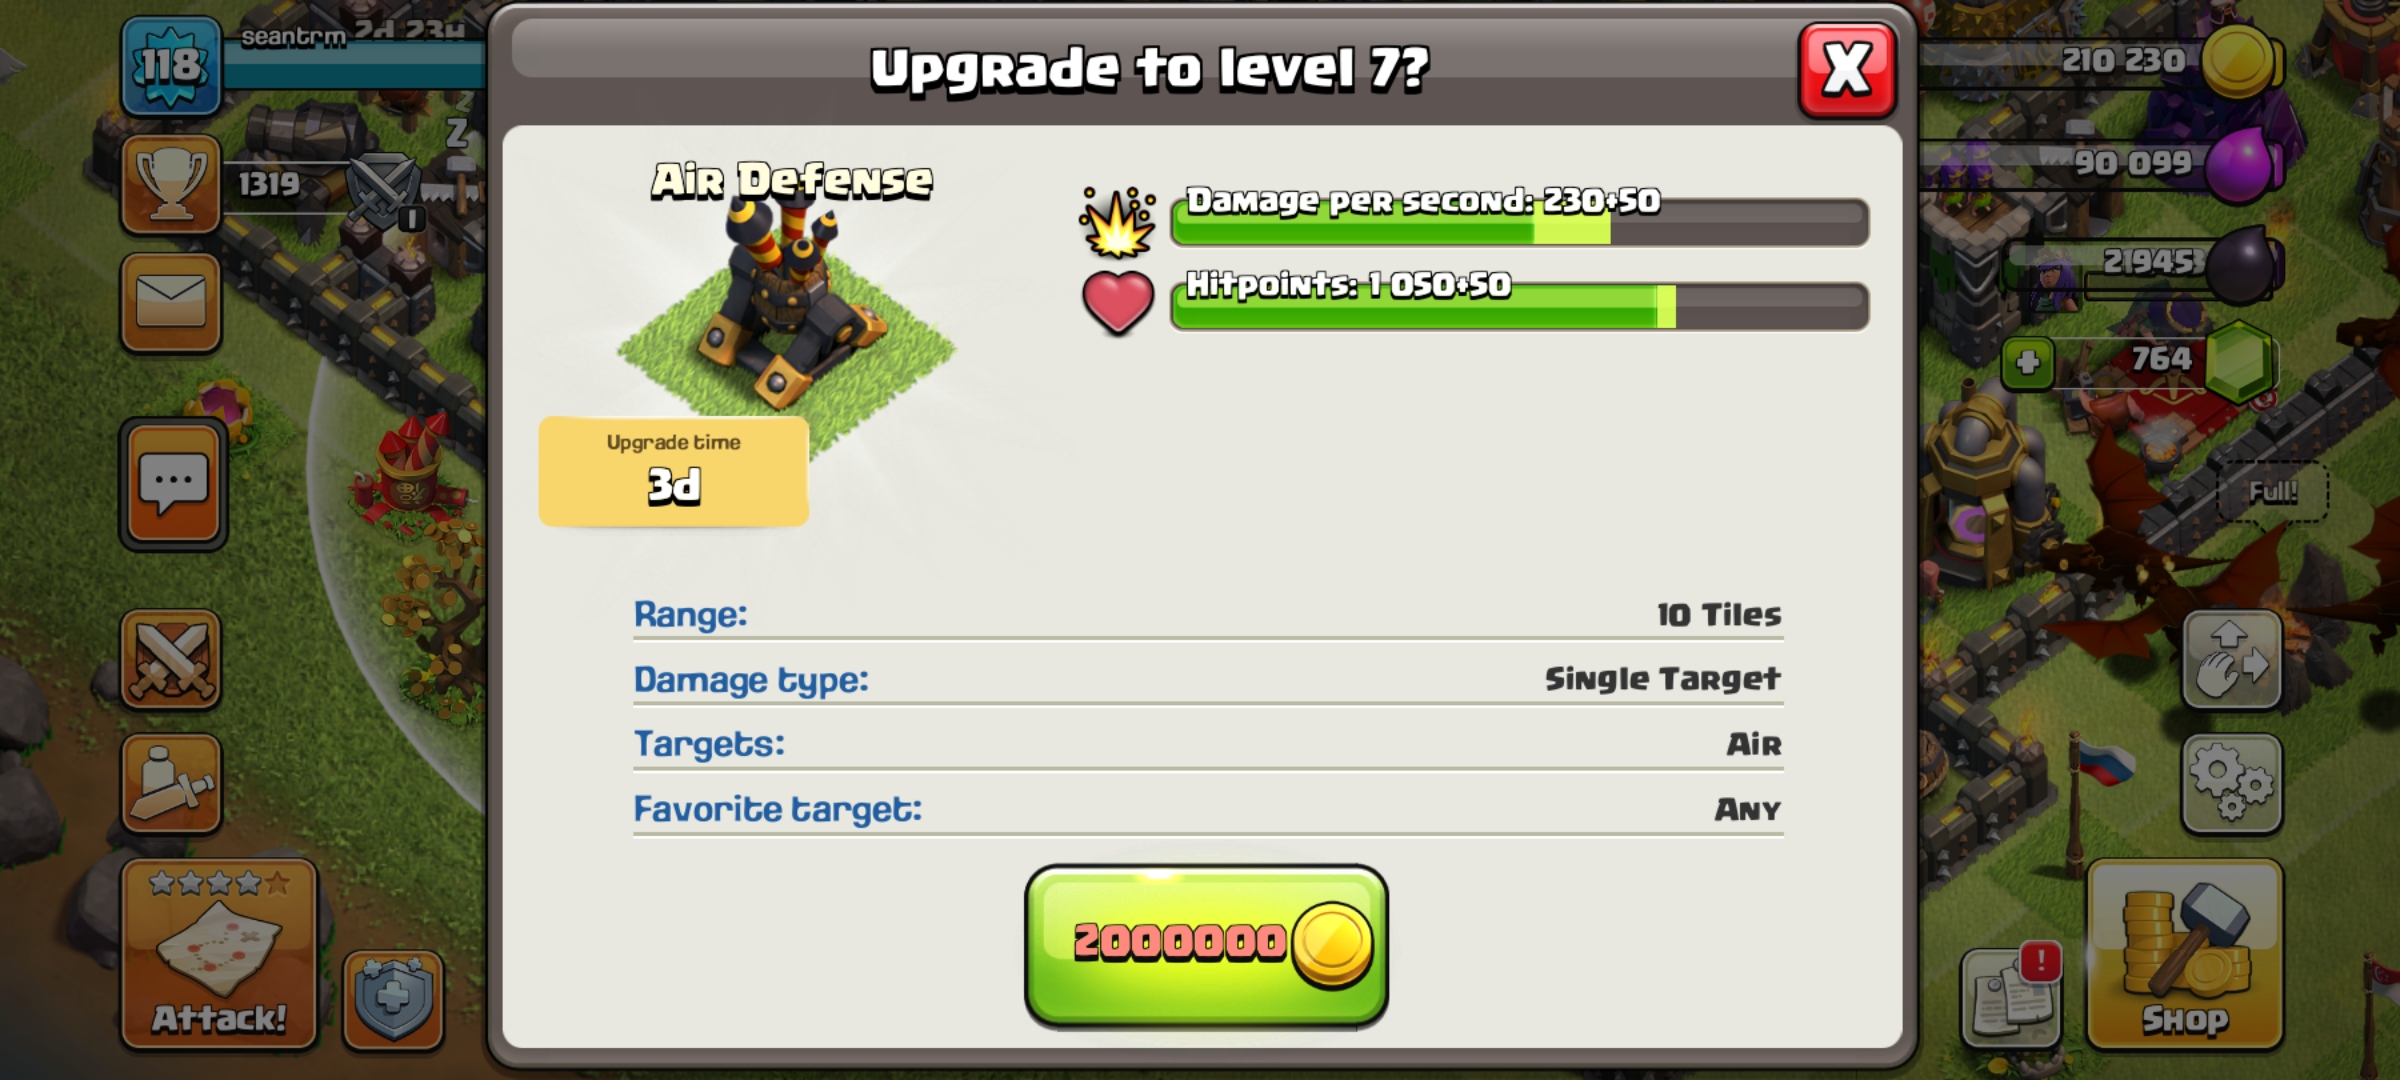 118
seantrm
2d 23H
1319
1
Upgrade to level 7?
X
210 230
90 099
21945
764
Full!
Air Defense
Damage per second: 230+50
Hitpoints: 1 050+50
Upgrade time
3d
Range: 10 Tiles
Damage type: Single Target
Targets: Air
Favorite target: Any
2000000
Attack!
!
Shop